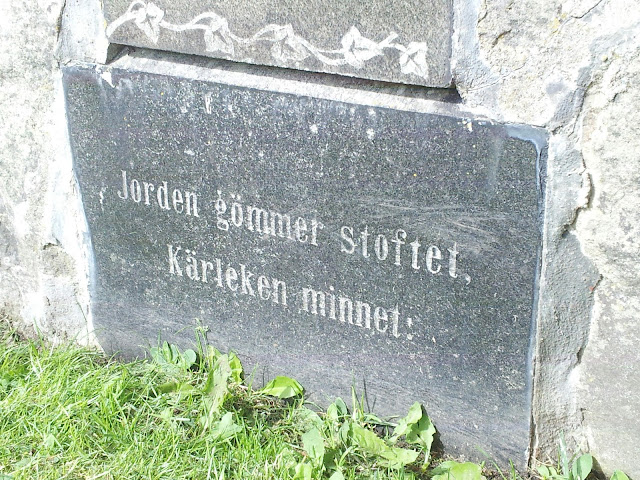 Jorden gömmer stoftet,
Kärleken minnet: